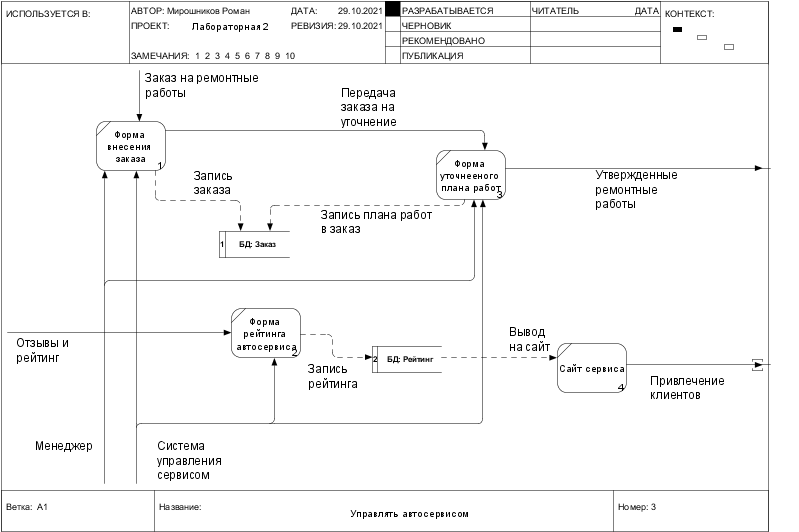 ИСПОЛЬЗУЕТСЯ В:
АВТОР: Мирошников Роман
ДАТА: 29.10.2021
РАЗРАБАТЫВАЕТСЯ
ЧИТАТЕЛЬ
ДАТА
КОНТЕКСТ:
ПРОЕКТ: Лабораторная 2
РЕВИЗИЯ: 29.10.2021
ЧЕРНОВИК
РЕКОМЕНДОВАНО
ЗАМЕЧАНИЯ: 1 2 3 4 5 6 7 8 9 10
ПУБЛИКАЦИЯ
Заказ на ремонтные
работы
Передача
заказа на
уточнение
Форма
внесения
заказа
1
Форма
уточнееного
плана работ
3
Запись
заказа
Утвержденные
ремонтные
работы
Запись плана работ
в заказ
1
БД: Заказ
Форма
рейтинга
автосервиса
2
Отзывы и
рейтинг
Вывод
на сайт
2
БД: Рейтинг
Запись
рейтинга
Сайт сервиса
4
Привлечение
клиентов
Менеджер
Система
управления
сервисом
Ветка: А1
Название:
Управлять автосервисом
Номер: 3